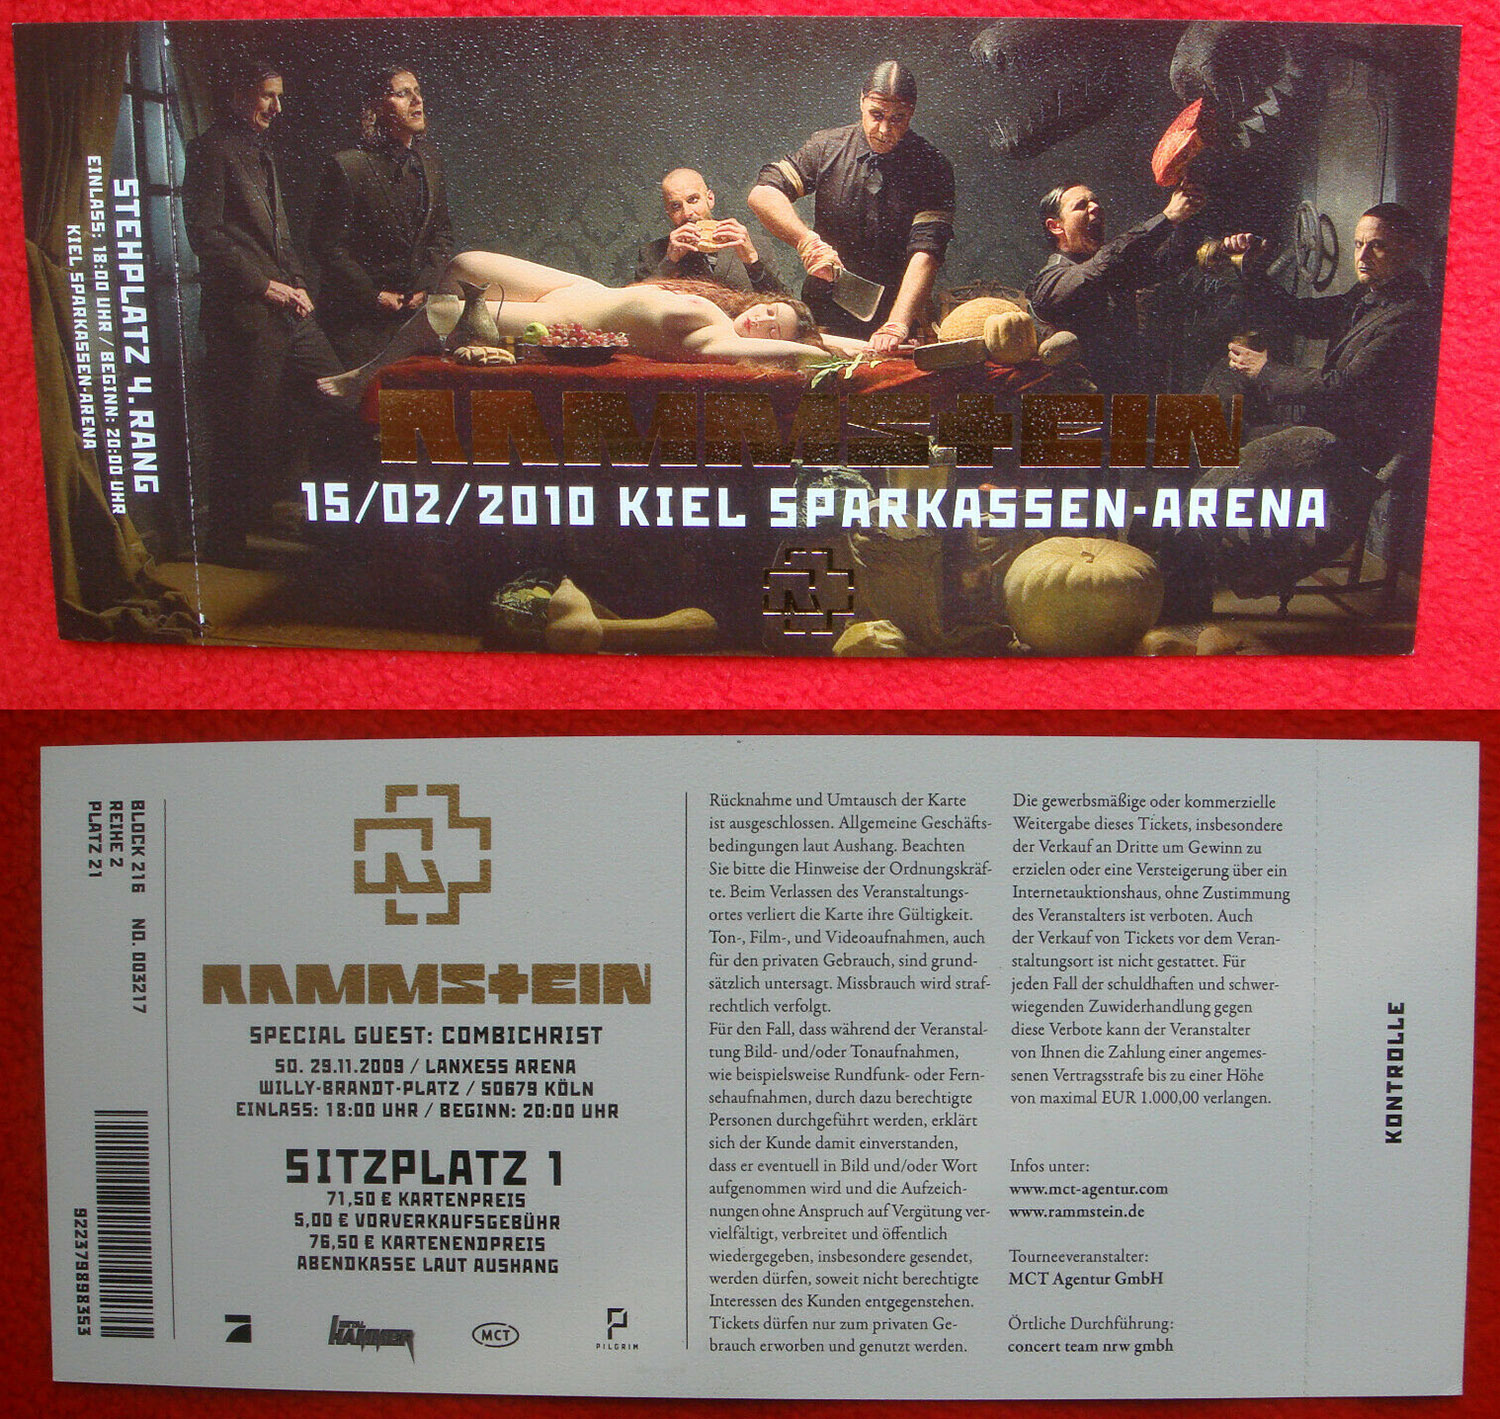 STEHPLATZ 4. RANG
EINLASS: 18:00 UHR / BEGINN: 20:00 UHR
KIEL SPARKASSEN-ARENA
RAMMSTEIN
15/02/2010 KIEL SPARKASSEN-ARENA
BLOCK 216 NO. 003217
REIHE 2
PLATZ 21
92237989B353
RAMMSTEIN
SPECIAL GUEST: COMBICHRIST
SO. 29.11.2009 / LANXESS ARENA
WILLY-BRANDT-PLATZ / 50679 KÖLN
EINLASS: 18:00 UHR / BEGINN: 20:00 UHR
SITZPLATZ 1
71,50 € KARTENPREIS
5,00 € VORVERKAUFSGEBÜHR
76,50 € KARTENENDPREIS
ABENDKASSE LAUT AUSHANG
7
METAL
HAMMER
MCT
PILGRIM
Rücknahme und Umtausch der Karte
ist ausgeschlossen. Allgemeine Geschäfts-
bedingungen laut Aushang. Beachten
Sie bitte die Hinweise der Ordnungskräf-
te. Beim Verlassen des Veranstaltungs-
ortes verliert die Karte ihre Gültigkeit.
Ton-, Film-, und Videoaufnahmen, auch
für den privaten Gebrauch, sind grund-
sätzlich untersagt. Missbrauch wird straf-
rechtlich verfolgt.
Für den Fall, dass während der Veranstal-
tung Bild- und/oder Tonaufnahmen,
wie beispielsweise Rundfunk- oder Fern-
sehaufnahmen, durch dazu berechtigte
Personen durchgeführt werden, erklärt
sich der Kunde damit einverstanden,
dass er eventuell in Bild und/oder Wort
aufgenommen wird und die Aufzeich-
nungen ohne Anspruch auf Vergütung ver-
vielfältigt, verbreitet und öffentlich
wiedergegeben, insbesondere gesendet,
werden dürfen, soweit nicht berechtigte
Interessen des Kunden entgegenstehen.
Tickets dürfen nur zum privaten Ge-
brauch erworben und genutzt werden.
Die gewerbsmäßige oder kommerzielle
Weitergabe dieses Tickets, insbesondere
der Verkauf an Dritte um Gewinn zu
erzielen oder eine Versteigerung über ein
Internetauktionshaus, ohne Zustimmung
des Veranstalters ist verboten. Auch
der Verkauf von Tickets vor dem Veran-
staltungsort ist nicht gestattet. Für
jeden Fall der schuldhaften und schwer-
wiegenden Zuwiderhandlung gegen
diese Verbote kann der Veranstalter
von Ihnen die Zahlung einer angemes-
senen Vertragsstrafe bis zu einer Höhe
von maximal EUR 1.000,00 verlangen.
Infos unter:
www.mct-agentur.com
www.rammstein.de
Tourneeveranstalter:
MCT Agentur GmbH
Örtliche Durchführung:
concert team nrw gmbh
KONTROLLE